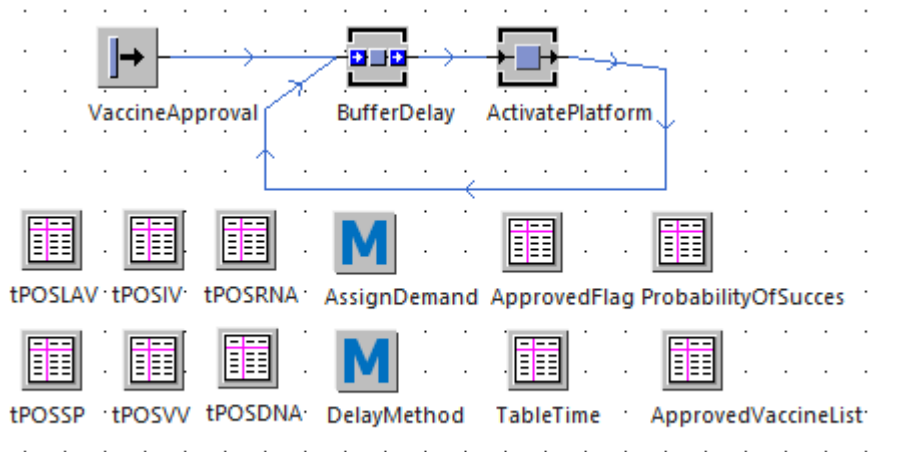 VaccineApproval BufferDelay ActivatePlatform
tPOSLAV tPOSIV tPOSRNA M AssignDemand ApprovedFlag ProbabilityOfSucces
tPOSSP tPOSVV tPOSDNA M DelayMethod TableTime ApprovedVaccineList